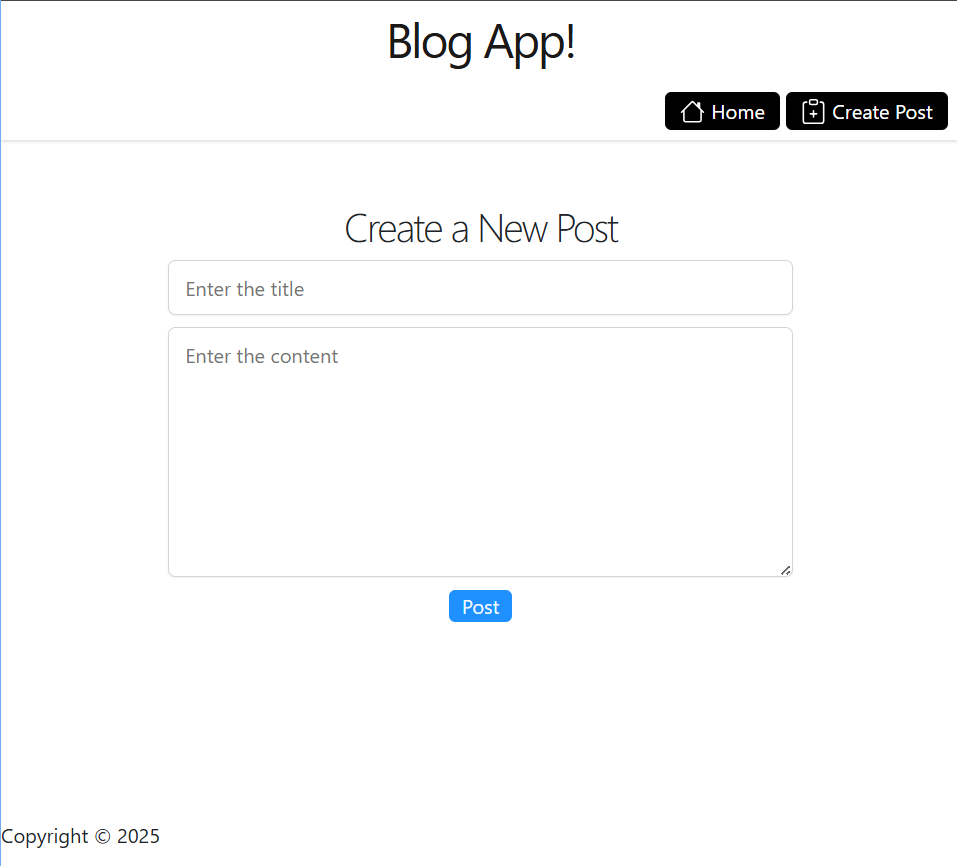 Blog App!
Home Create Post
Create a New Post
Enter the title
Enter the content
Post
Copyright © 2025